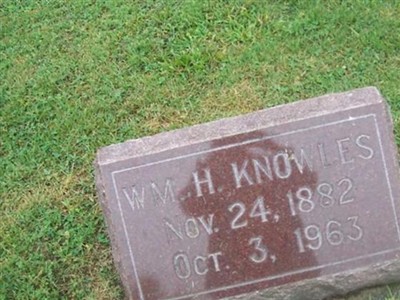 WM. H. KNOWLES
NOV. 24, 1882
OCT. 3, 1963